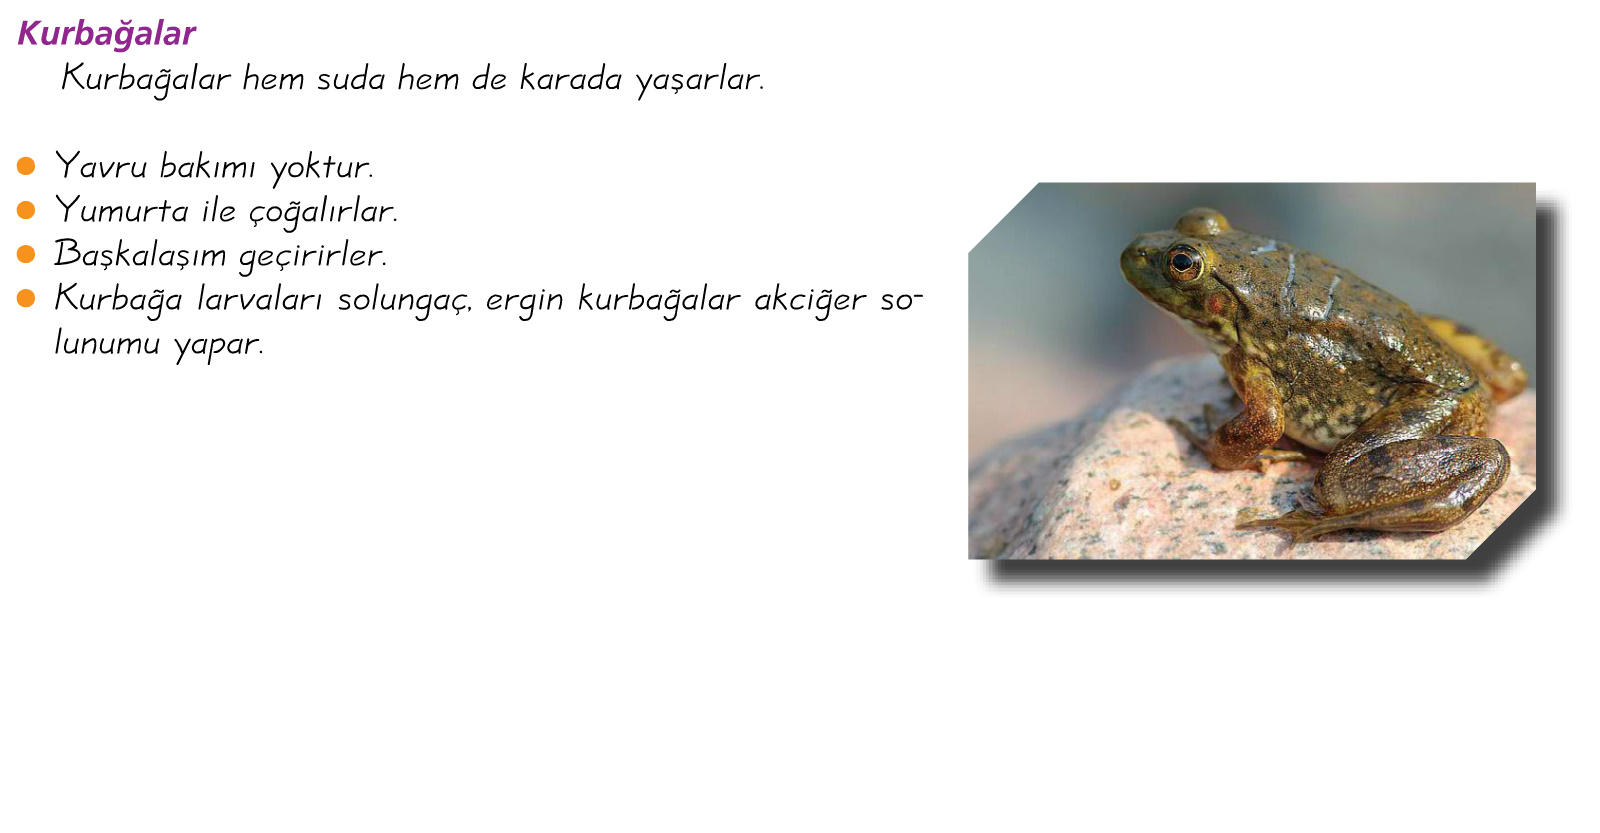 Kurbağalar
Kurbağalar hem suda hem de karada yaşarlar.
Yavru bakımı yoktur.
Yumurta ile çoğalırlar.
Başkalaşım geçirirler.
Kurbağa larvaları solungaç, ergin kurbağalar akciğer so-
lunumu yapar.